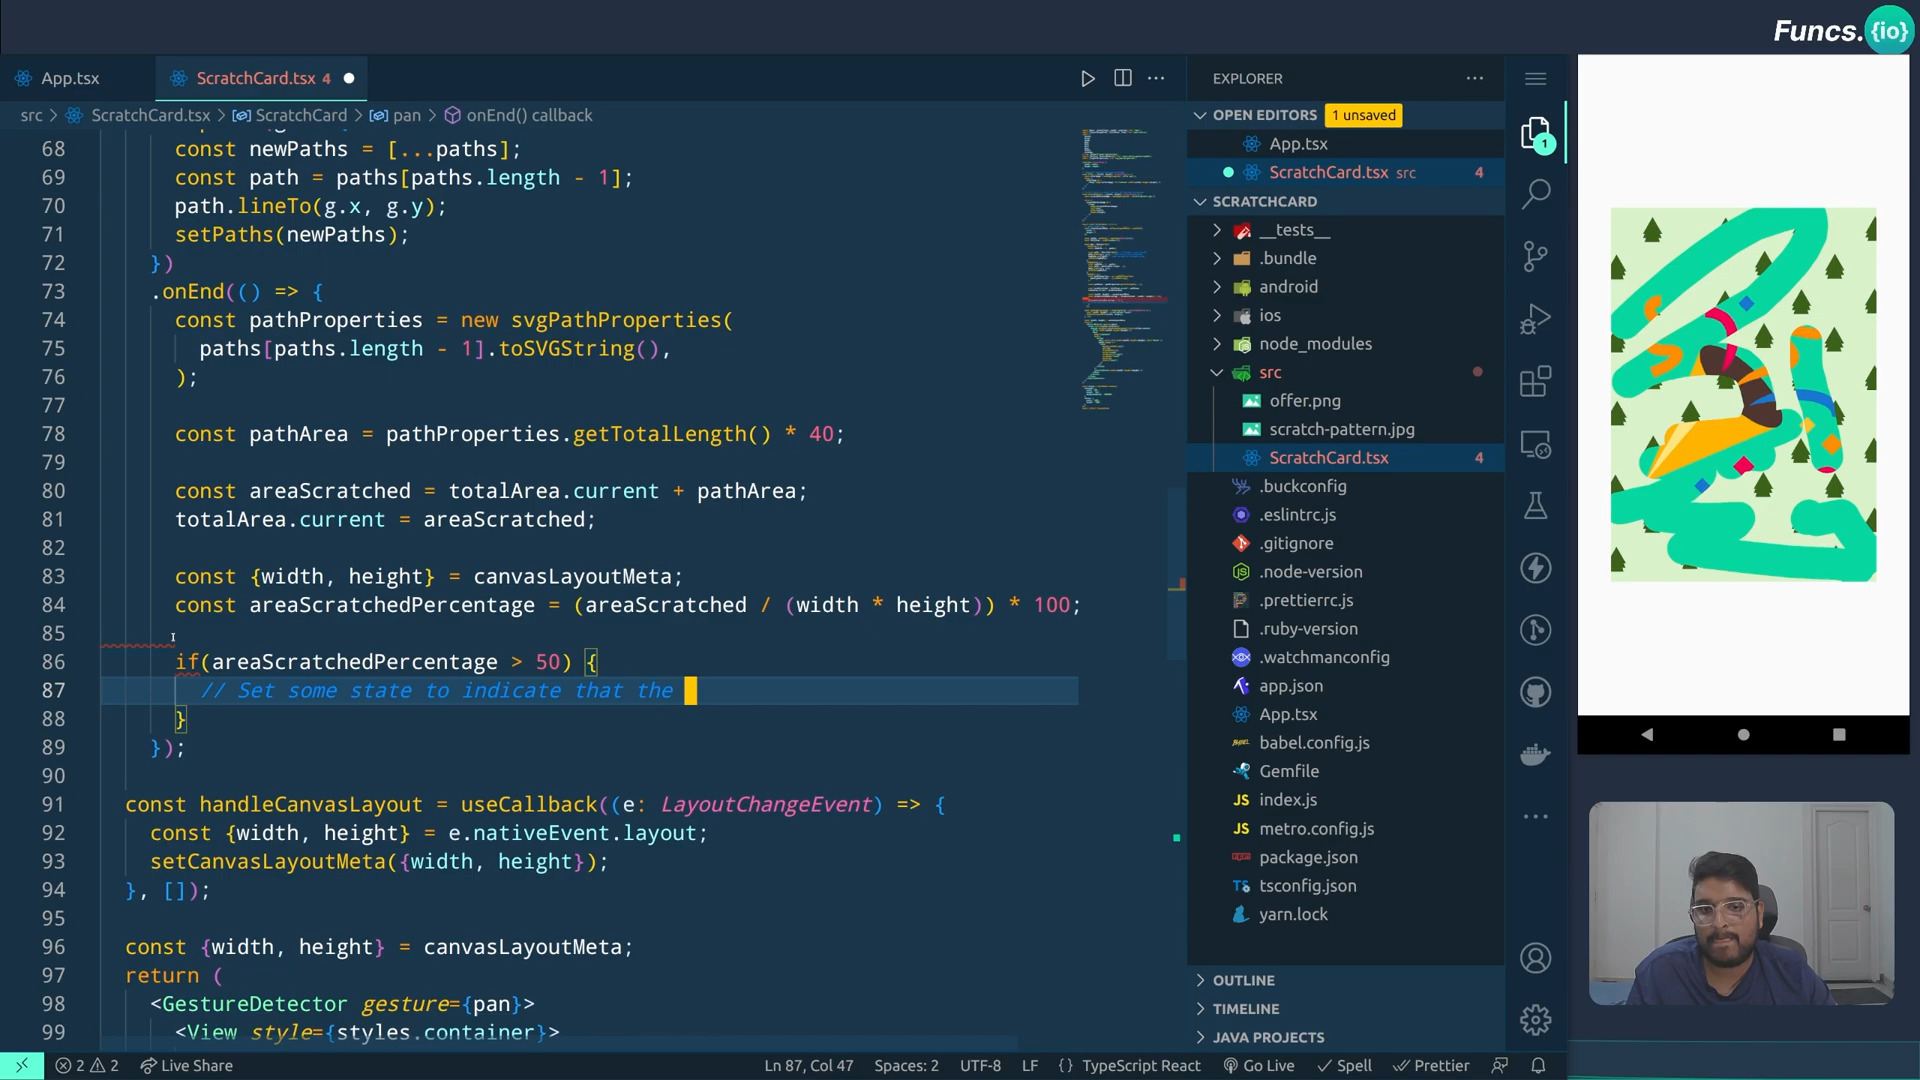 Funcs.{io}
App.tsx
ScratchCard.tsx 4
EXPLORER
src > ScratchCard.tsx > ScratchCard > pan > onEnd() callback
OPEN EDITORS 1 unsaved
App.tsx
ScratchCard.tsx src 4
SCRATCHCARD
__tests__
.bundle
android
ios
node_modules
src
offer.png
scratch-pattern.jpg
ScratchCard.tsx 4
.buckconfig
.eslintrc.js
.gitignore
.node-version
.prettierrc.js
.ruby-version
.watchmanconfig
app.json
App.tsx
babel.config.js
Gemfile
JS index.js
JS metro.config.js
package.json
TS tsconfig.json
yarn.lock
OUTLINE
TIMELINE
JAVA PROJECTS
1
68 const newPaths = [...paths];
69 const path = paths[paths.length - 1];
70 path.lineTo(g.x, g.y);
71 setPaths(newPaths);
72 })
73 .onEnd(() => {
74 const pathProperties = new svgPathProperties(
75 paths[paths.length - 1].toSVGString(),
76 );
77
78 const pathArea = pathProperties.getTotalLength() * 40;
79
80 const areaScratched = totalArea.current + pathArea;
81 totalArea.current = areaScratched;
82
83 const {width, height} = canvasLayoutMeta;
84 const areaScratchedPercentage = (areaScratched / (width * height)) * 100;
85
86 if(areaScratchedPercentage > 50) {
87 // Set some state to indicate that the
88 }
89 });
90
91 const handleCanvasLayout = useCallback((e: LayoutChangeEvent) => {
92 const {width, height} = e.nativeEvent.layout;
93 setCanvasLayoutMeta({width, height});
94 }, []);
95
96 const {width, height} = canvasLayoutMeta;
97 return (
98 <GestureDetector gesture={pan}>
99 <View style={styles.container}>
2 2 Live Share Ln 87, Col 47 Spaces: 2 UTF-8 LF {} TypeScript React Go Live Spell Prettier